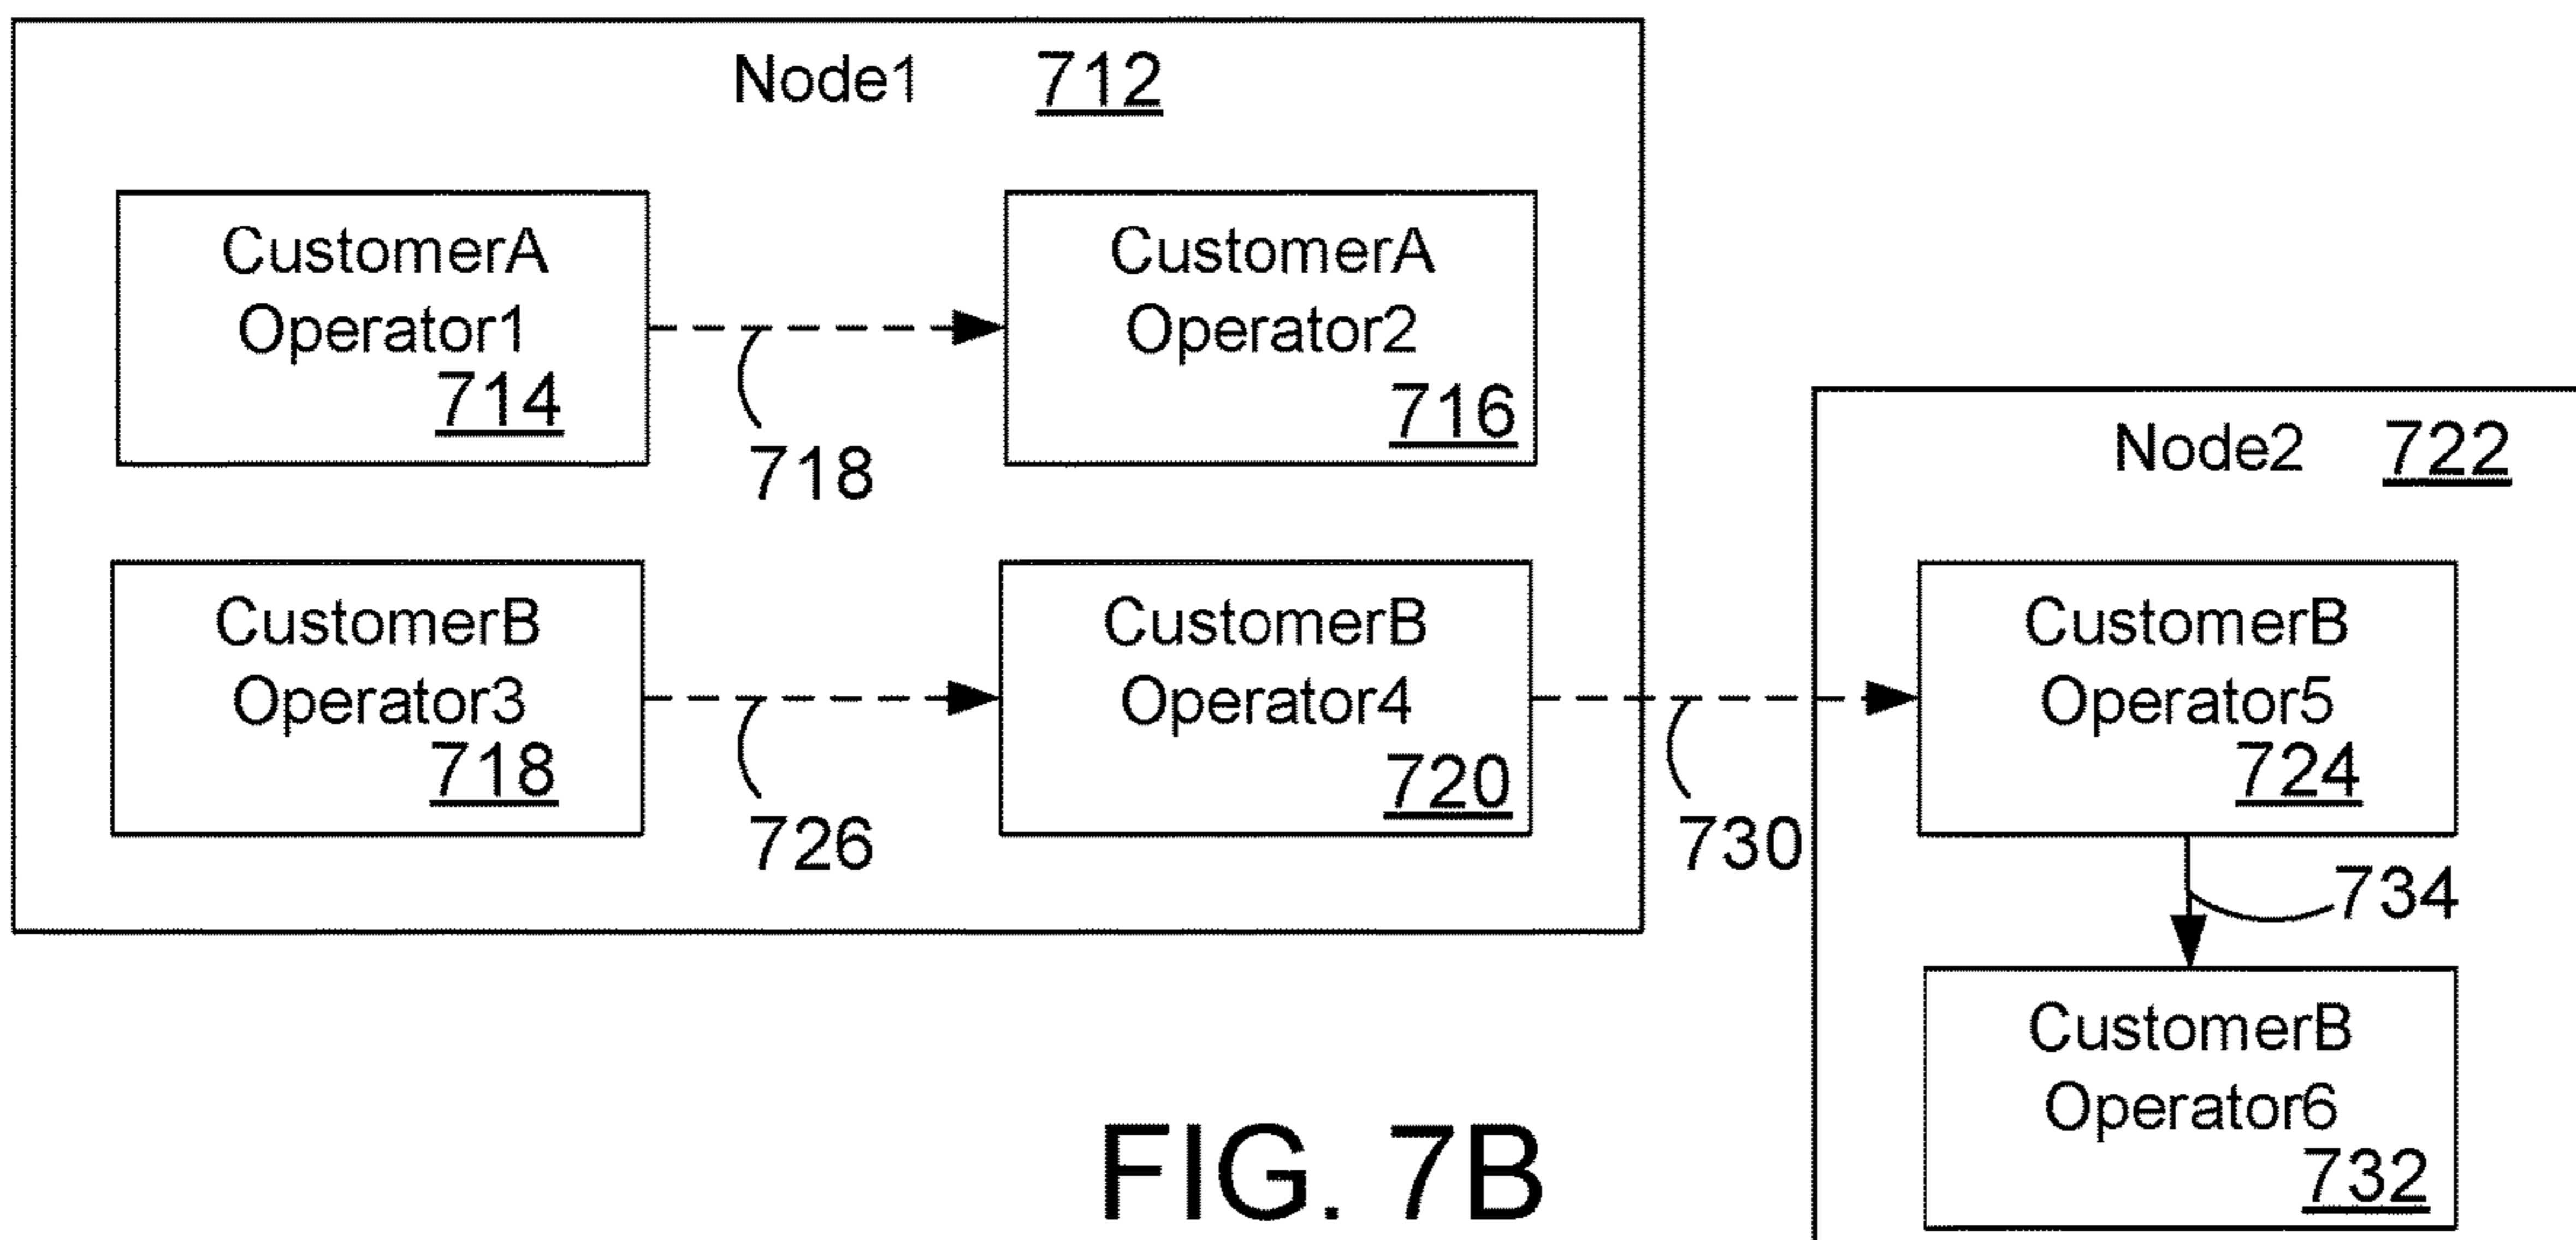 Node1 712
CustomerA
Operator1
714
718
CustomerA
Operator2
716
CustomerB
Operator3
718
726
CustomerB
Operator4
720
730
Node2 722
CustomerB
Operator5
724
734
CustomerB
Operator6
732
FIG. 7B